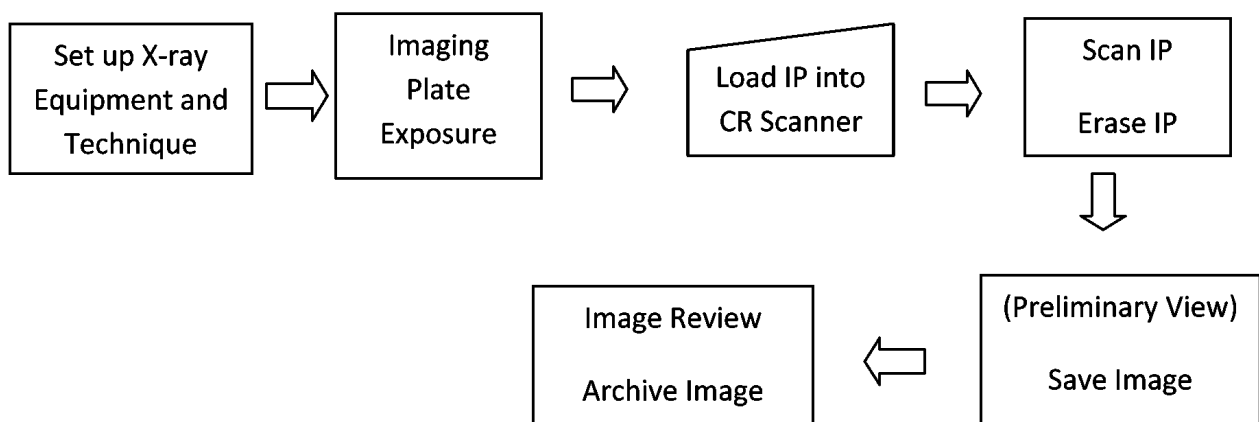 Set up X-ray
Equipment and
Technique
Imaging
Plate
Exposure
Load IP into
CR Scanner
Scan IP
Erase IP
(Preliminary View)
Save Image
Image Review
Archive Image